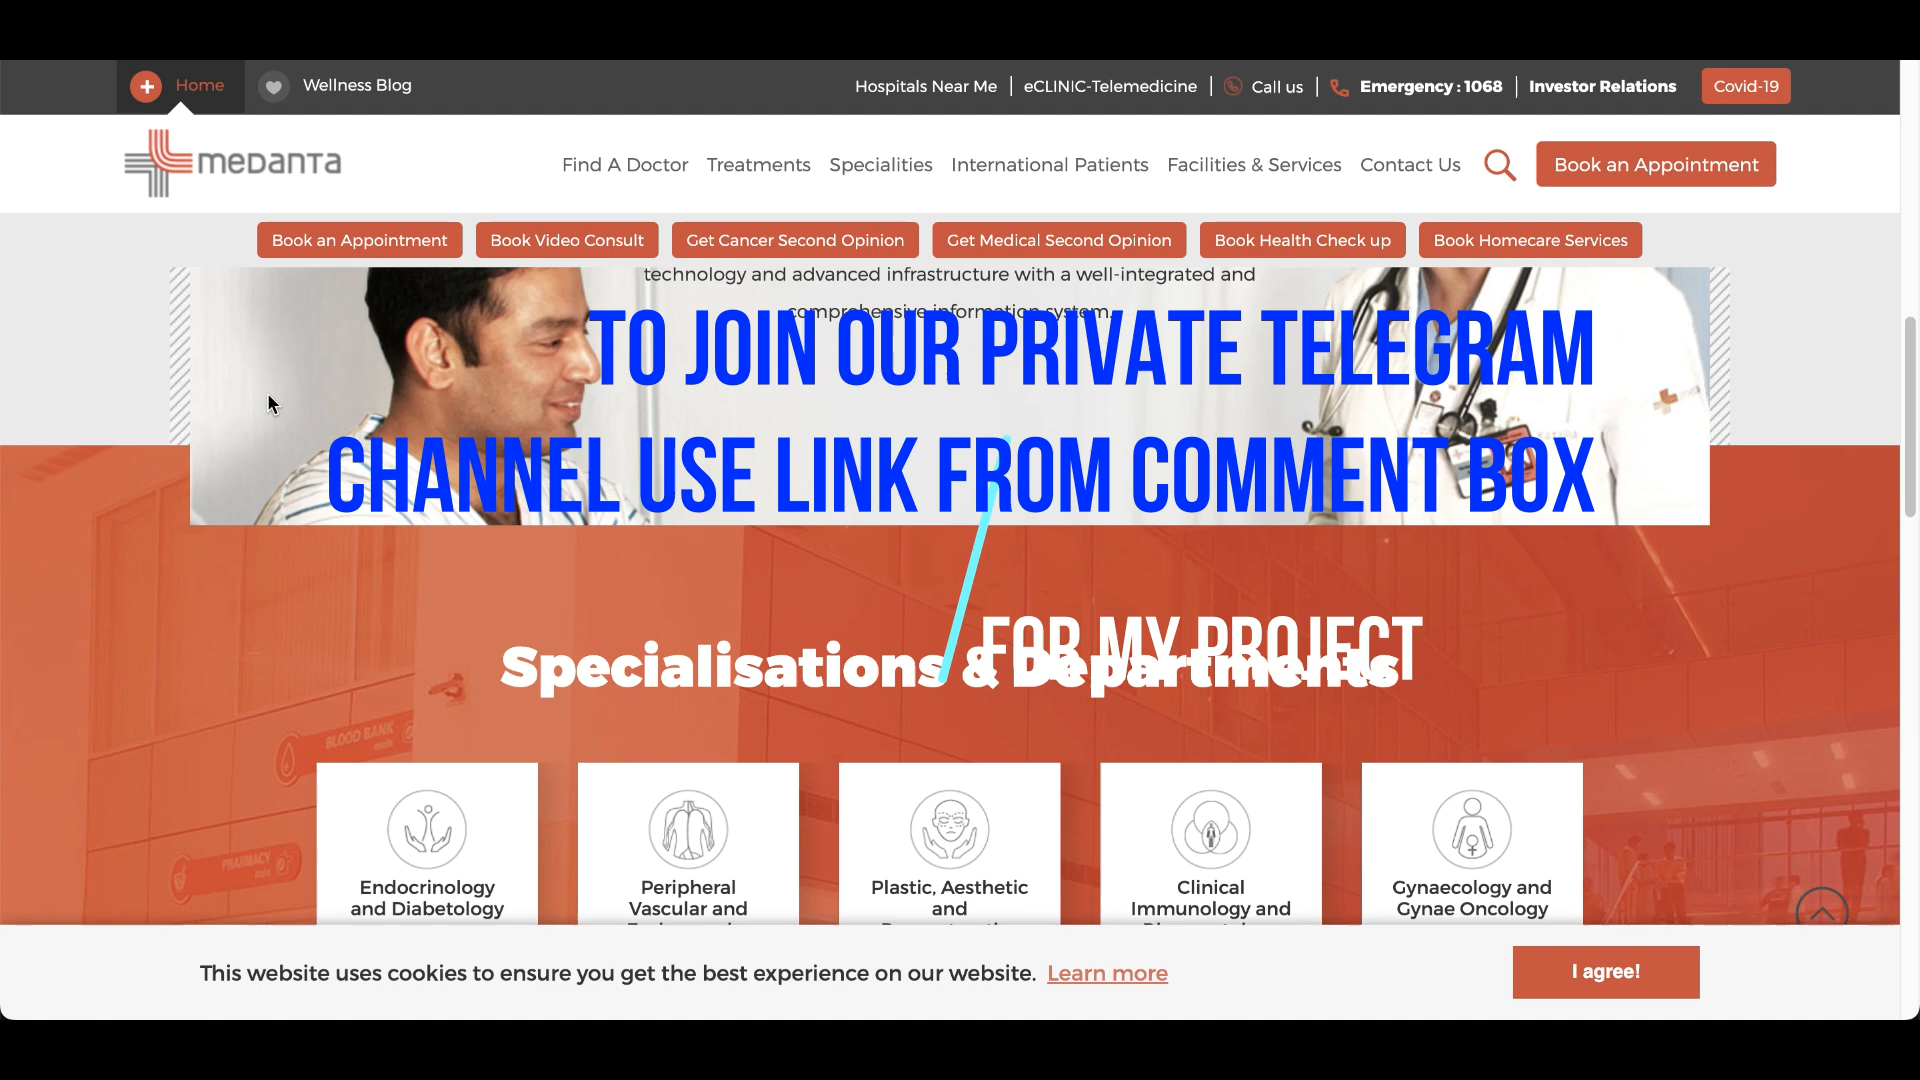 Home
Wellness Blog
Hospitals Near Me
eCLINIC-Telemedicine
Call us
Emergency : 1068
Investor Relations
Covid-19
medanta
Find A Doctor
Treatments
Specialities
International Patients
Facilities & Services
Contact Us
Book an Appointment
Book an Appointment
Book Video Consult
Get Cancer Second Opinion
Get Medical Second Opinion
Book Health Check up
Book Homecare Services
technology and advanced infrastructure with a well-integrated and
comprehensive information system.
TO JOIN OUR PRIVATE TELEGRAM
CHANNEL USE LINK FROM COMMENT BOX
FOR MY PROJECT
Specialisations & Departments
BLOOD BANK
PHARMACY
Endocrinology
and Diabetology
Peripheral
Vascular and
Plastic, Aesthetic
and
Clinical
Immunology and
Gynaecology and
Gynae Oncology
This website uses cookies to ensure you get the best experience on our website. Learn more
I agree!